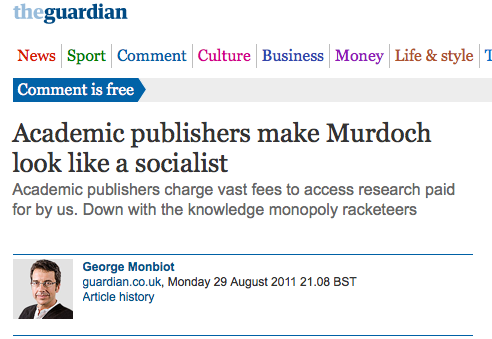 theguardian
News Sport Comment Culture Business Money Life & style
Comment is free
Academic publishers make Murdoch
look like a socialist
Academic publishers charge vast fees to access research paid
for by us. Down with the knowledge monopoly racketeers
George Monbiot
guardian.co.uk, Monday 29 August 2011 21.08 BST
Article history